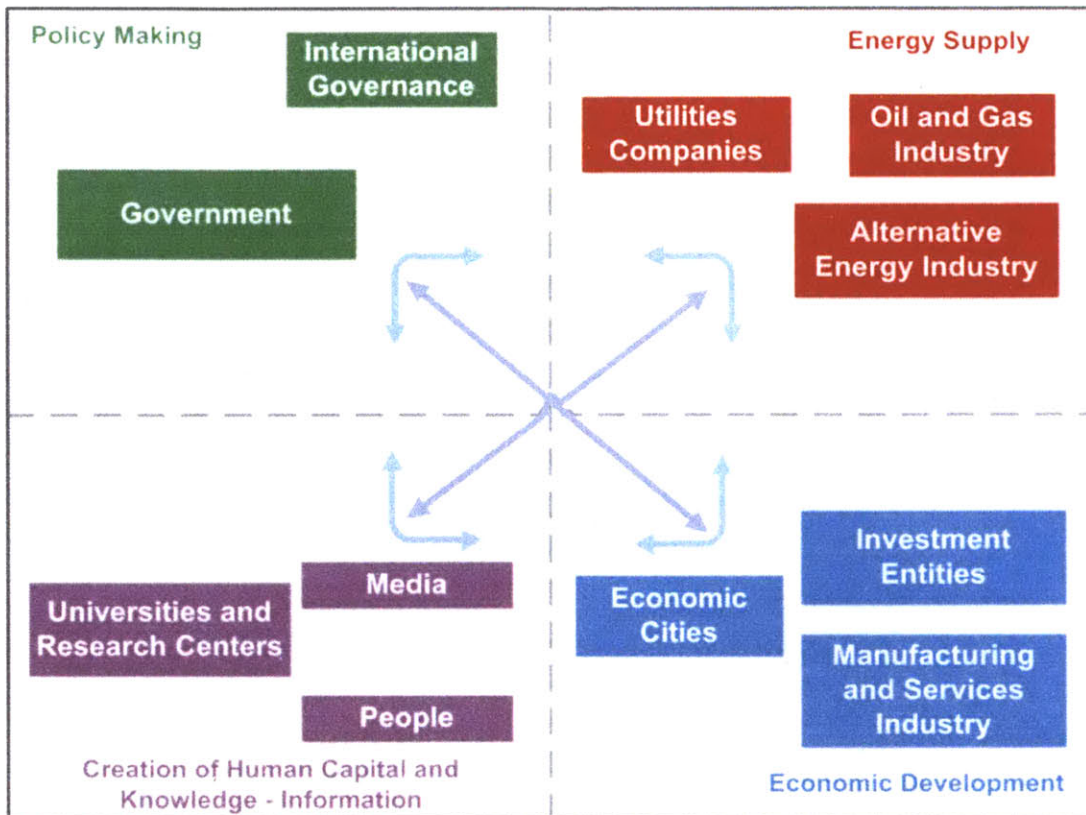 Policy Making
International
Governance
Government
Energy Supply
Utilities
Companies
Oil and Gas
Industry
Alternative
Energy Industry
Universities and
Research Centers
Media
People
Creation of Human Capital and
Knowledge - Information
Economic
Cities
Investment
Entities
Manufacturing
and Services
Industry
Economic Development